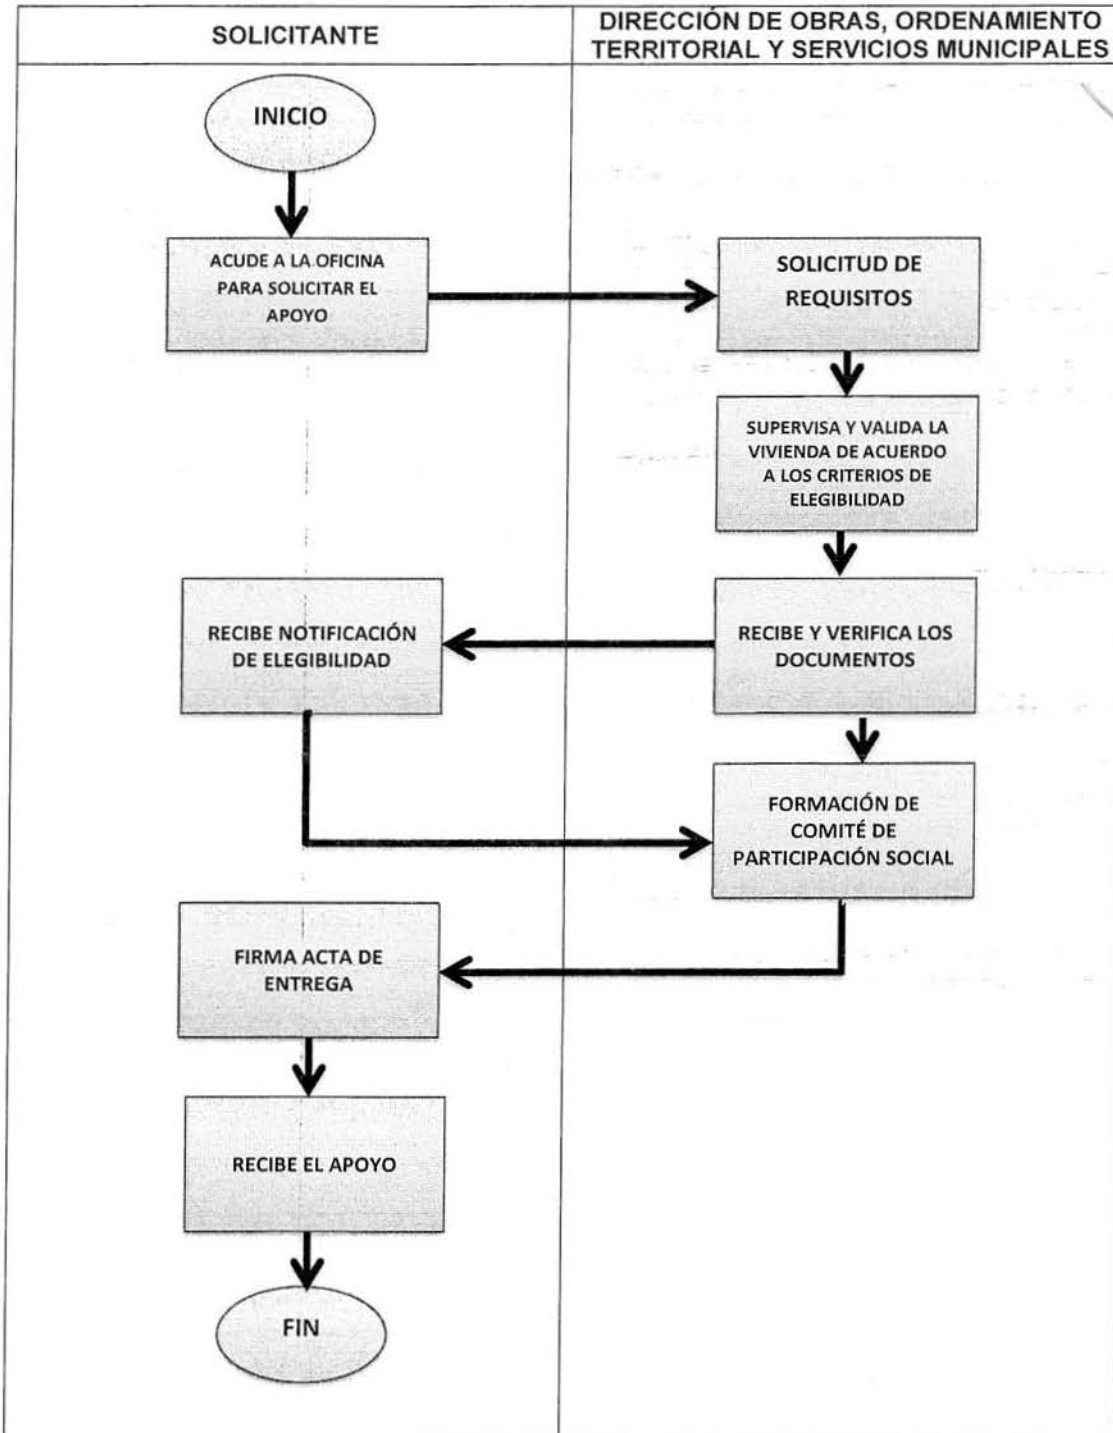 SOLICITANTE
DIRECCIÓN DE OBRAS, ORDENAMIENTO
TERRITORIAL Y SERVICIOS MUNICIPALES
INICIO
ACUDE A LA OFICINA
PARA SOLICITAR EL
APOYO
SOLICITUD DE
REQUISITOS
SUPERVISA Y VALIDA LA
VIVIENDA DE ACUERDO
A LOS CRITERIOS DE
ELEGIBILIDAD
RECIBE Y VERIFICA LOS
DOCUMENTOS
RECIBE NOTIFICACIÓN
DE ELEGIBILIDAD
FORMACIÓN DE
COMITÉ DE
PARTICIPACIÓN SOCIAL
FIRMA ACTA DE
ENTREGA
RECIBE EL APOYO
FIN